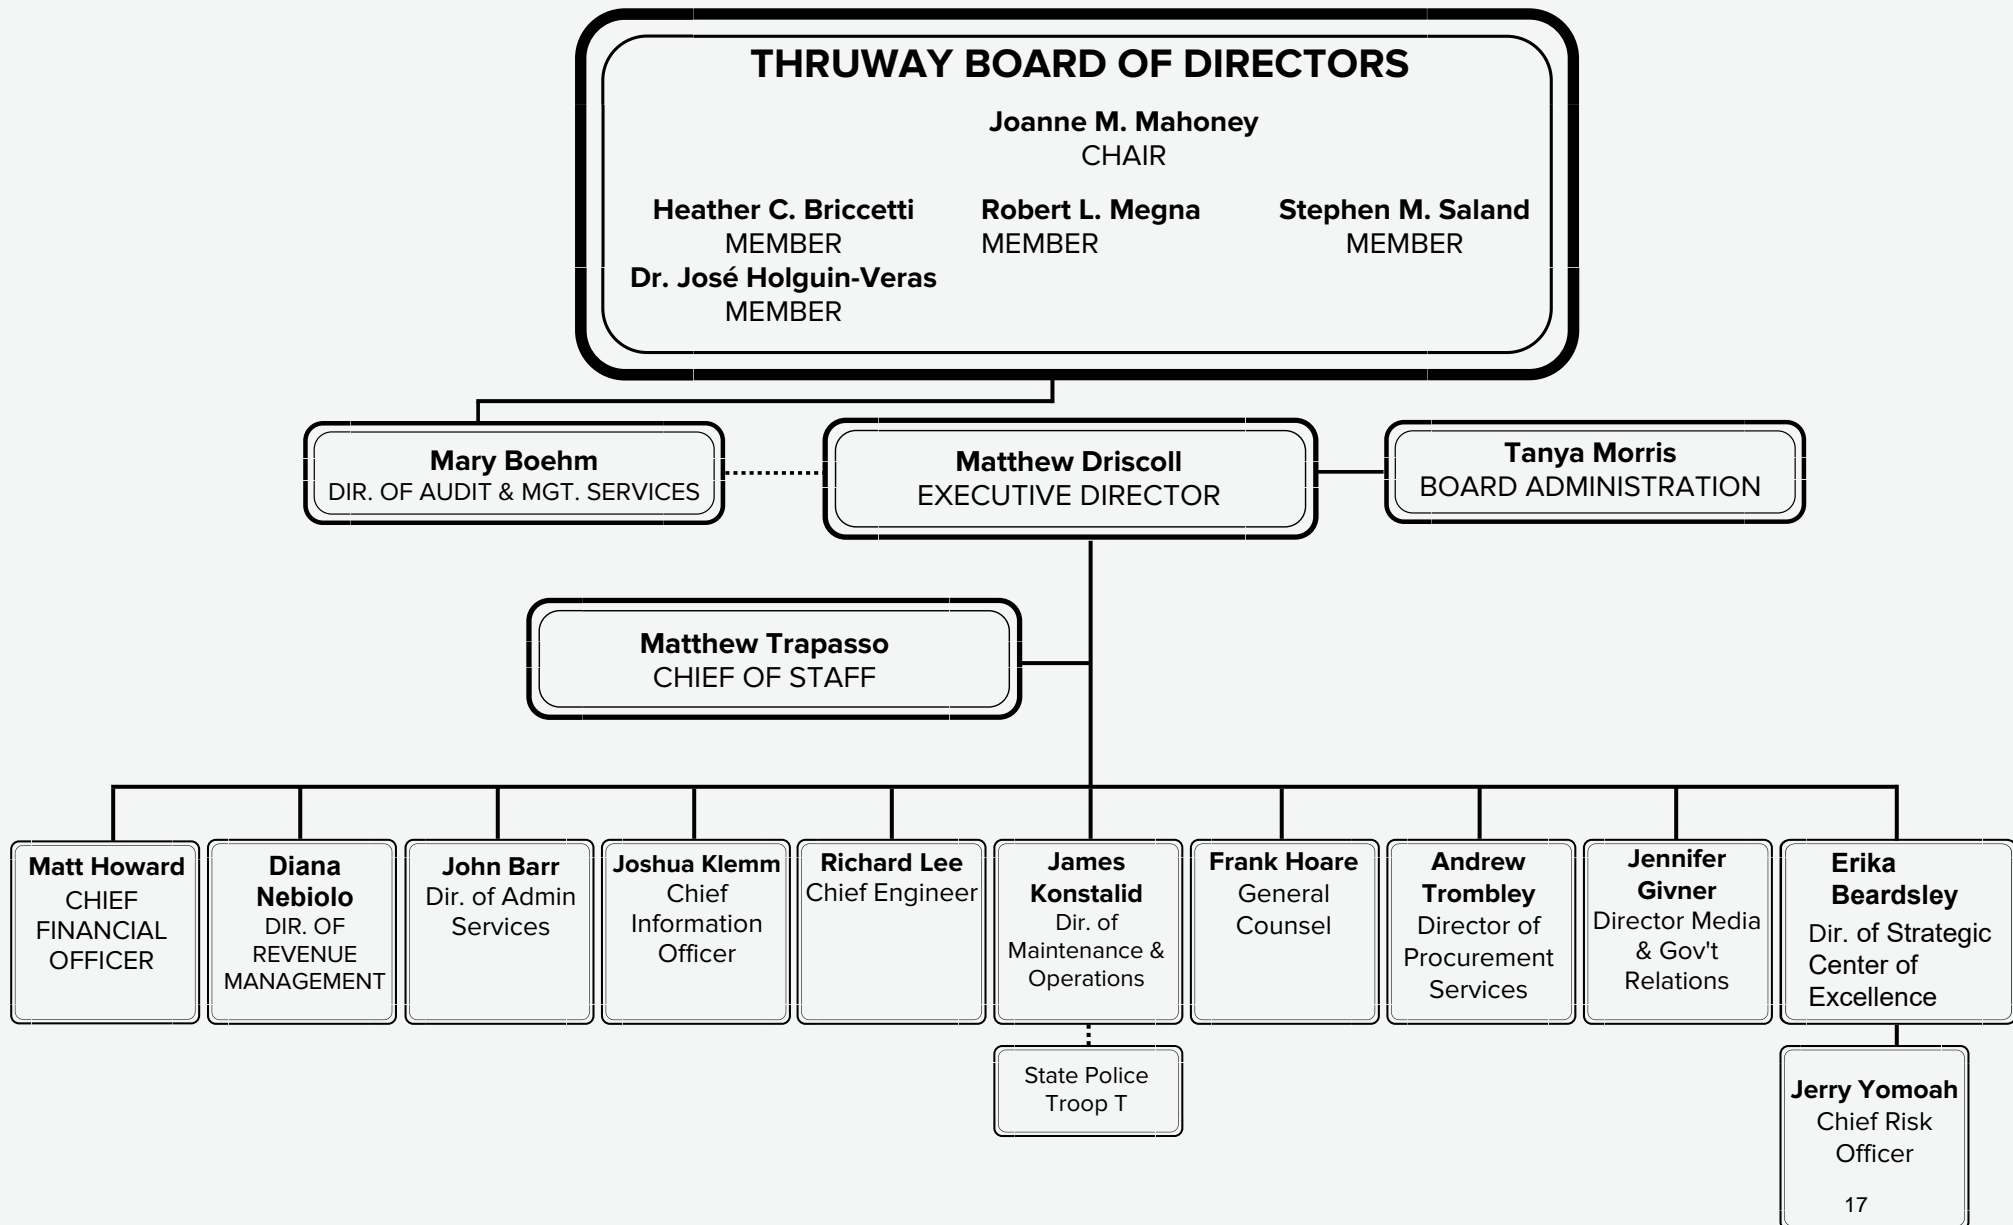 THRUWAY BOARD OF DIRECTORS
Joanne M. Mahoney
CHAIR
Heather C. Briccetti
MEMBER
Dr. José Holguin-Veras
MEMBER
Robert L. Megna
MEMBER
Stephen M. Saland
MEMBER
Mary Boehm
DIR. OF AUDIT & MGT. SERVICES
Matthew Driscoll
EXECUTIVE DIRECTOR
Tanya Morris
BOARD ADMINISTRATION
Matthew Trapasso
CHIEF OF STAFF
Matt Howard
CHIEF
FINANCIAL
OFFICER
Diana
Nebiolo
DIR. OF
REVENUE
MANAGEMENT
John Barr
Dir. of Admin
Services
Joshua Klemm
Chief
Information
Officer
Richard Lee
Chief Engineer
James
Konstalid
Dir. of
Maintenance &
Operations
State Police
Troop T
Frank Hoare
General
Counsel
Andrew
Trombley
Director of
Procurement
Services
Jennifer
Givner
Director Media
& Gov't
Relations
Erika
Beardsley
Dir. of Strategic
Center of
Excellence
Jerry Yomoah
Chief Risk
Officer
17